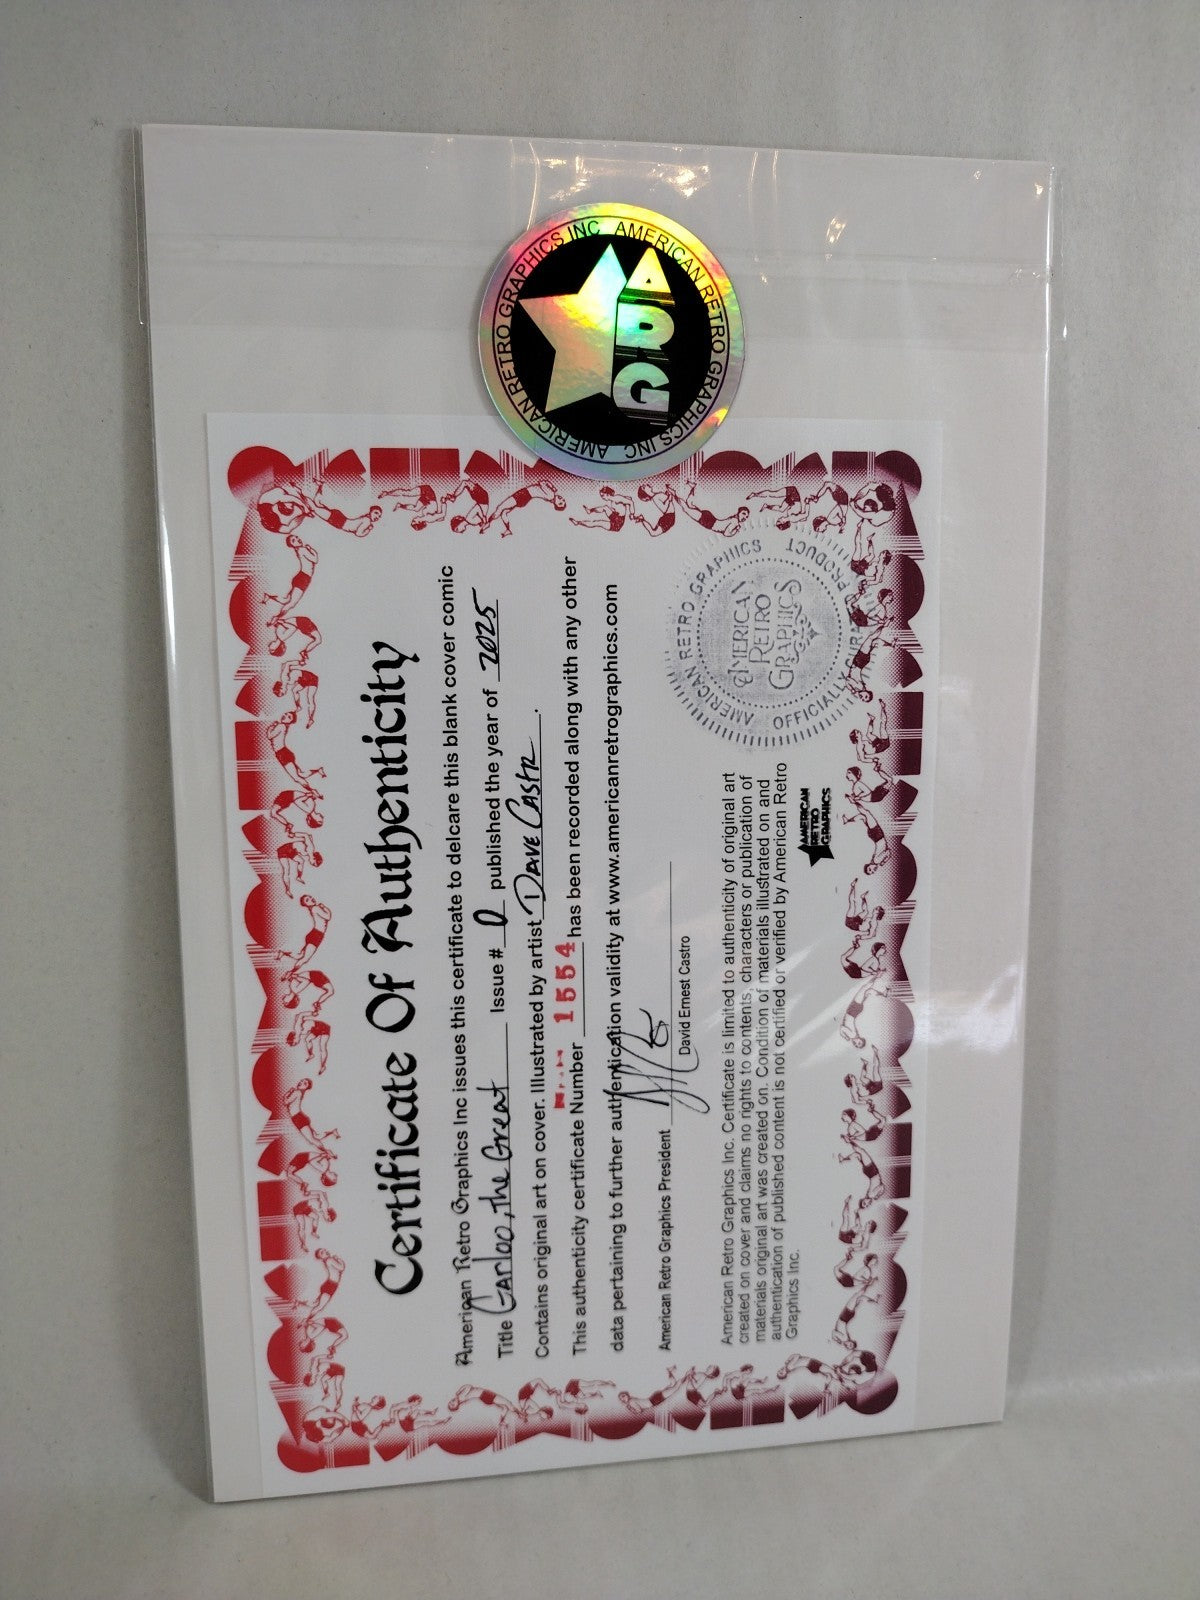 AMERICAN RETRO GRAPHICS INC AMERICAN RETRO GRAPHICS INC
ARG
Certificate Of Authenticity
American Retro Graphics Inc issues this certificate to delcare this blank cover comic
Title Garloo, the Great Issue # 0 published the year of 2025
Contains original art on cover. Illustrated by artist Dave Castr.
This authenticity certificate Number 1554 has been recorded along with any other
data pertaining to further authentication validity at www.americanretrographics.com
American Retro Graphics President
David Ernest Castro
American Retro Graphics Inc. Certificate is limited to authenticity of original art
created on cover and claims no rights to contents, characters or publication of
materials original art was created on. Condition of materials illustrated on and
authentication of published content is not certified or verified by American Retro
Graphics Inc.
AMERICAN
RETRO
GRAPHICS
AMERICAN RETRO GRAPHICS
OFFICIALLY PRODUCT
AMERICAN
RETRO
GRAPHICS